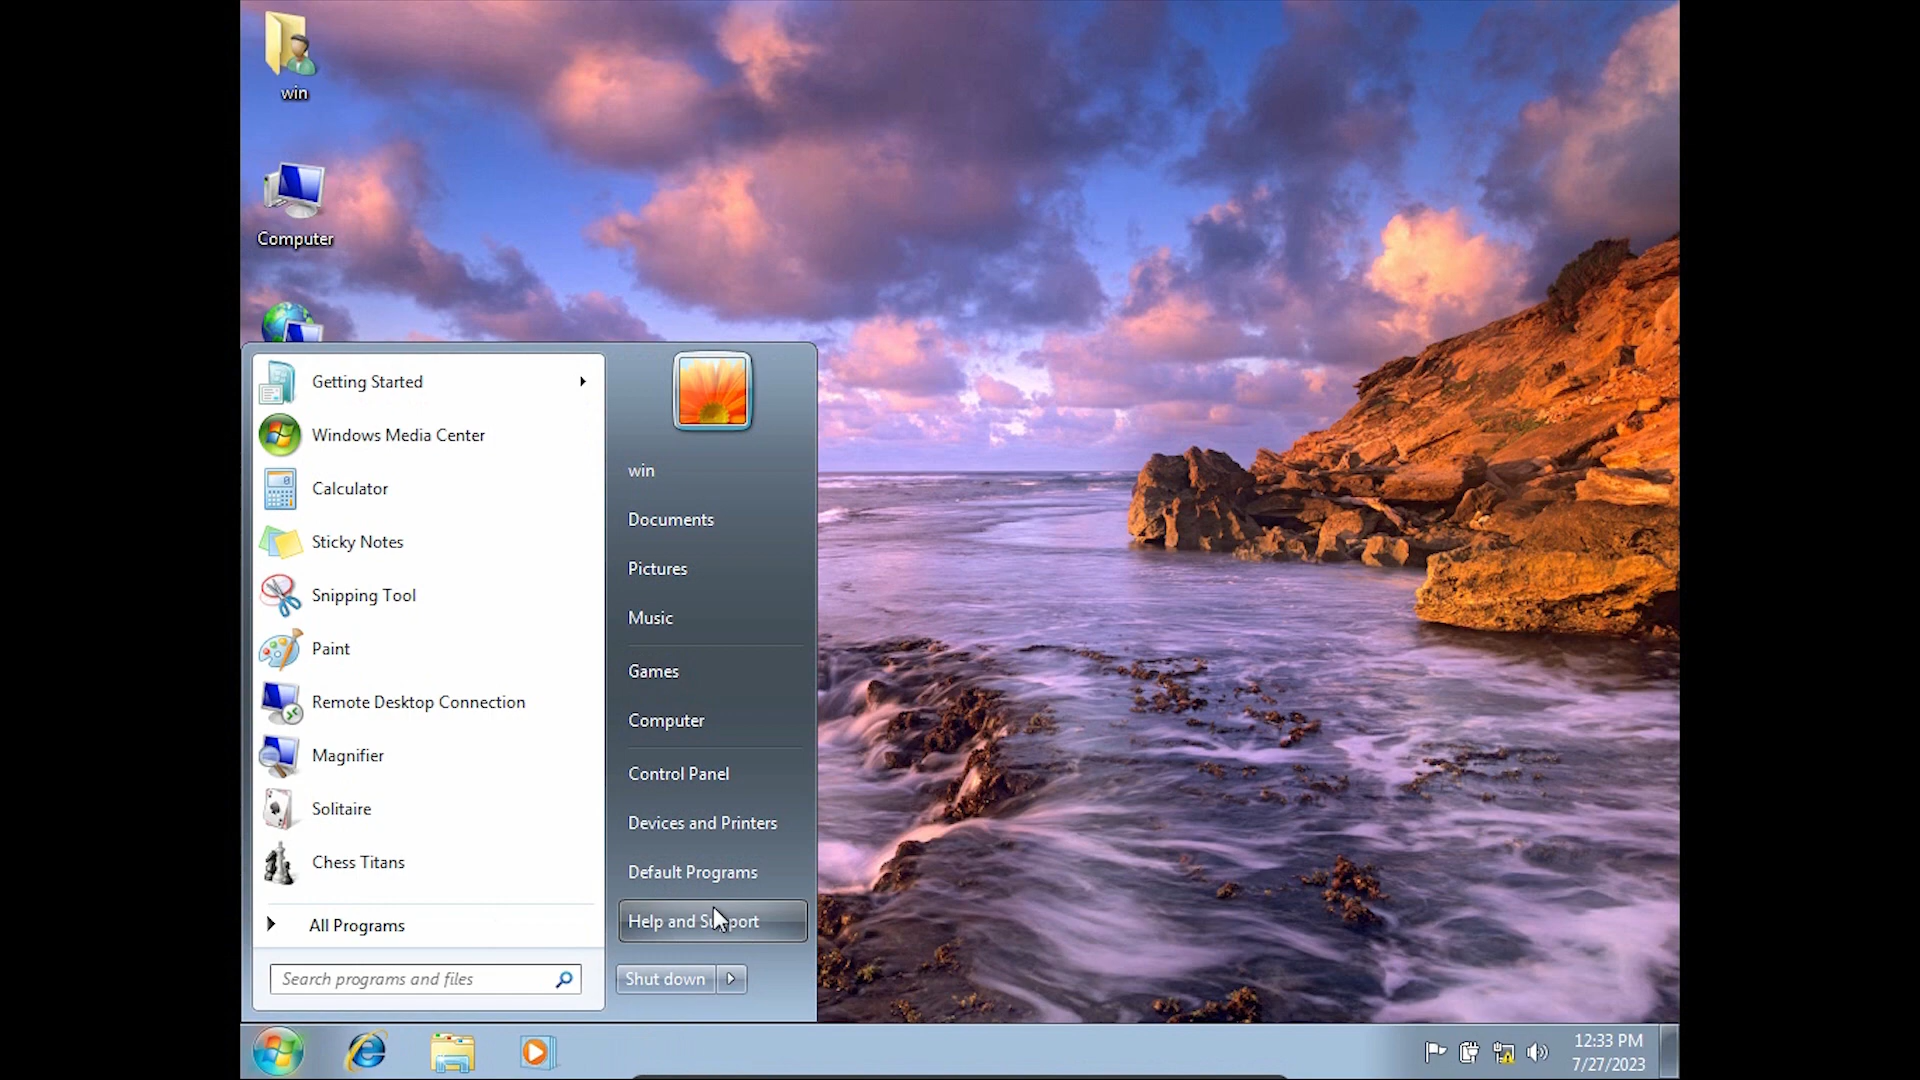 win
Computer
Getting Started
Windows Media Center
Calculator
Sticky Notes
Snipping Tool
Paint
Remote Desktop Connection
Magnifier
Solitaire
Chess Titans
All Programs
Search programs and files
win
Documents
Pictures
Music
Games
Computer
Control Panel
Devices and Printers
Default Programs
Help and Support
Shut down
12:33 PM
7/27/2023